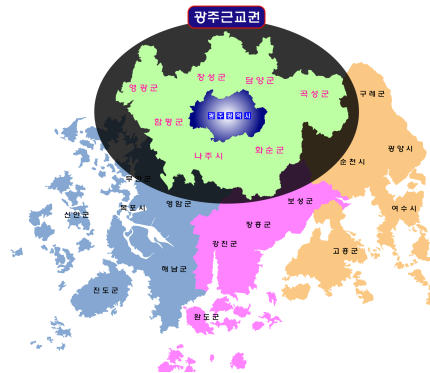 광주근교권
장성군
담양군
영광군
곡성군
구례군
함평군
광주광역시
나주시
화순군
광양시
순천시
무안군
영암군
보성군
목포시
신안군
여수시
장흥군
강진군
고흥군
해남군
진도군
완도군